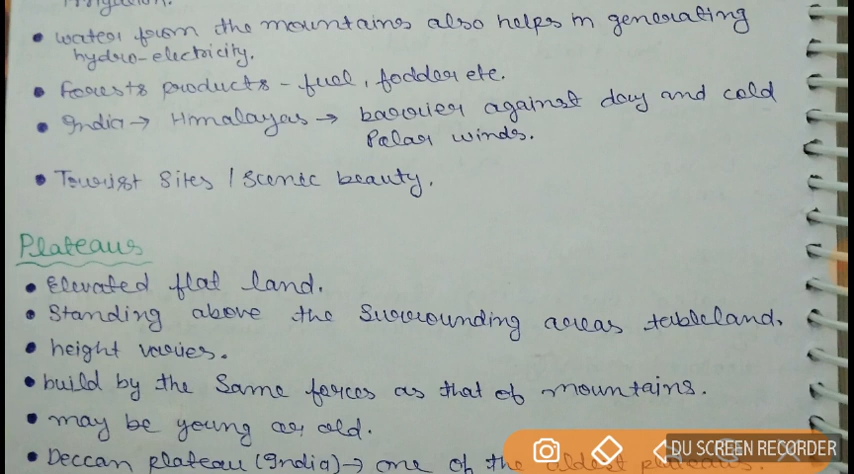 • water from the mountains also helps in generating
hydro-electricity.
• Forests products - fuel, fodder etc.
• India → Himalayas → barrier against dry and cold
Polar winds.
• Tourist Sites / Scenic beauty.
Plateaus
• Elevated flat land.
• Standing above the surrounding areas tableland.
• height varies.
• build by the same forces as that of mountains.
• may be young or old.
• Deccan plateau (India) → one of the oldest plateaus.
DU SCREEN RECORDER